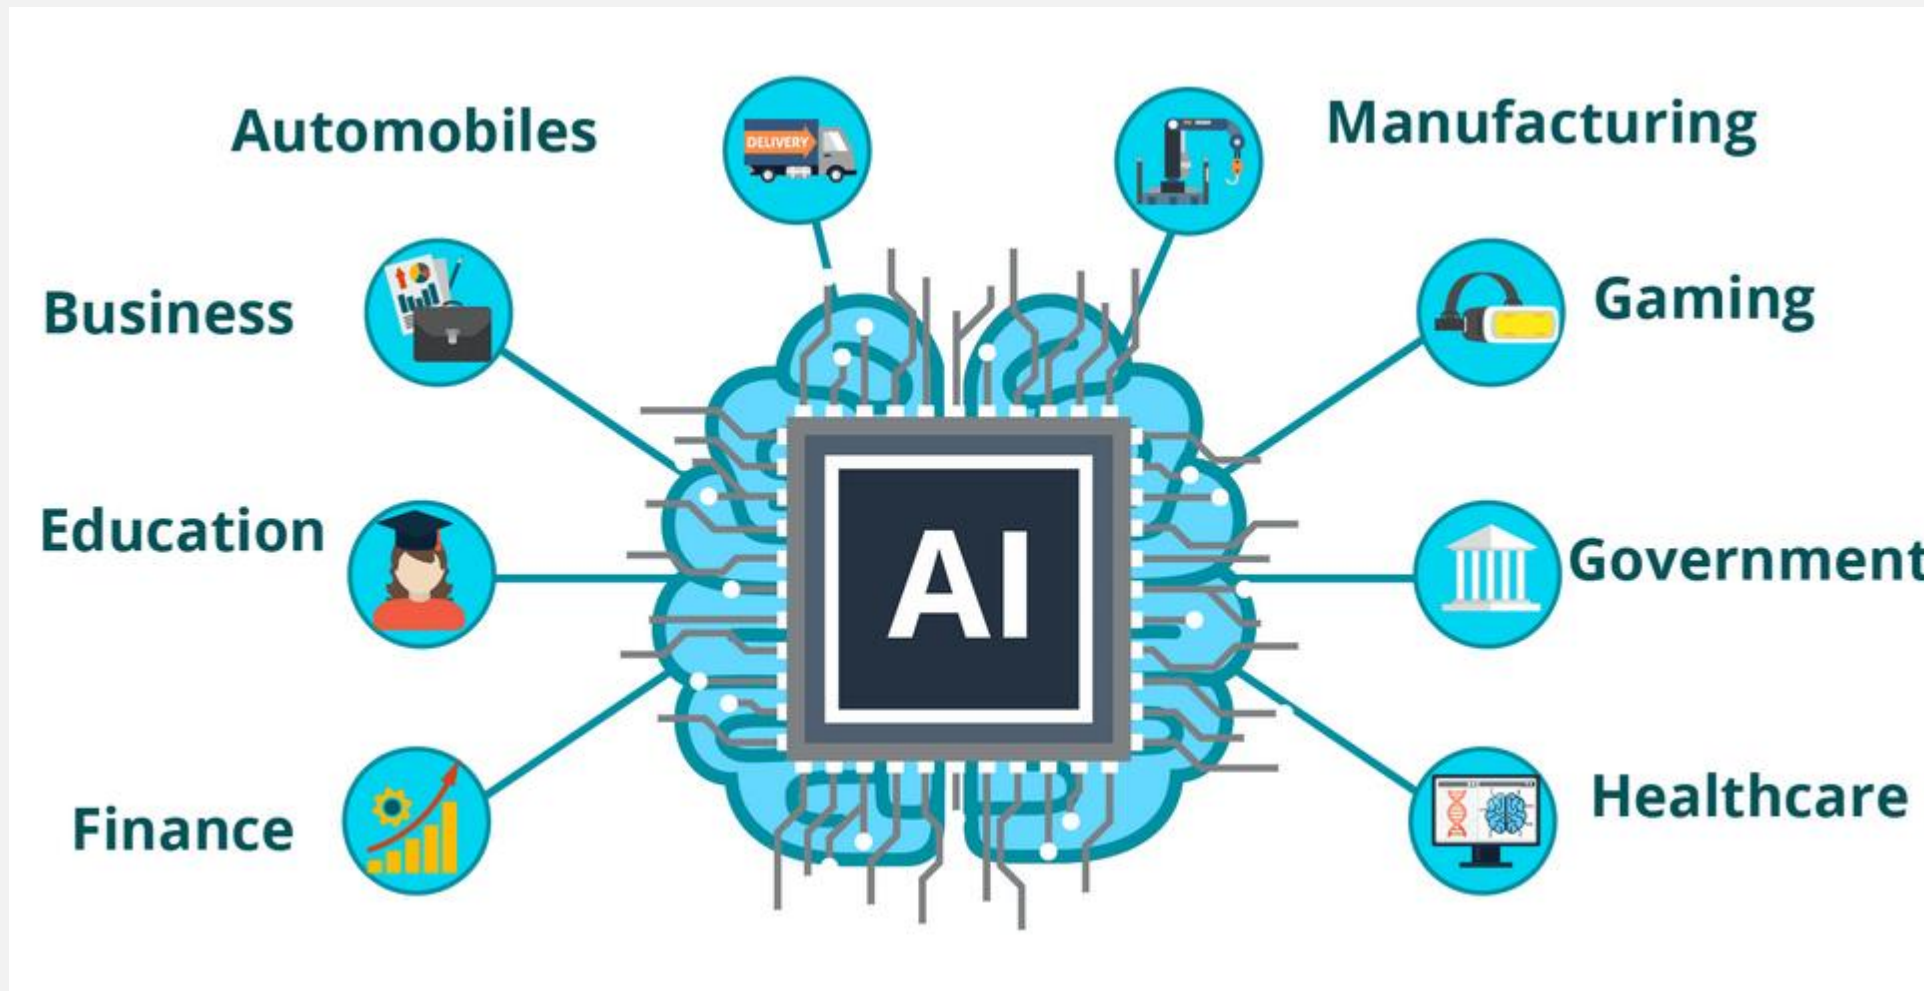 Automobiles
DELIVERY
Manufacturing
Business
Gaming
Education
AI
Government
Finance
Healthcare